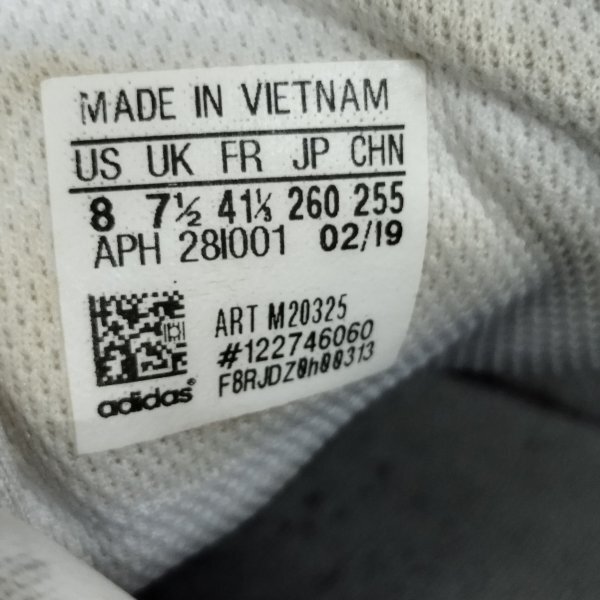 MADE IN VIETNAM
US UK FR JP CHN
8 7½ 41⅓ 260 255
APH 28I001 02/19
ART M20325
#122746060
F8RJDZ0h00313
adidas